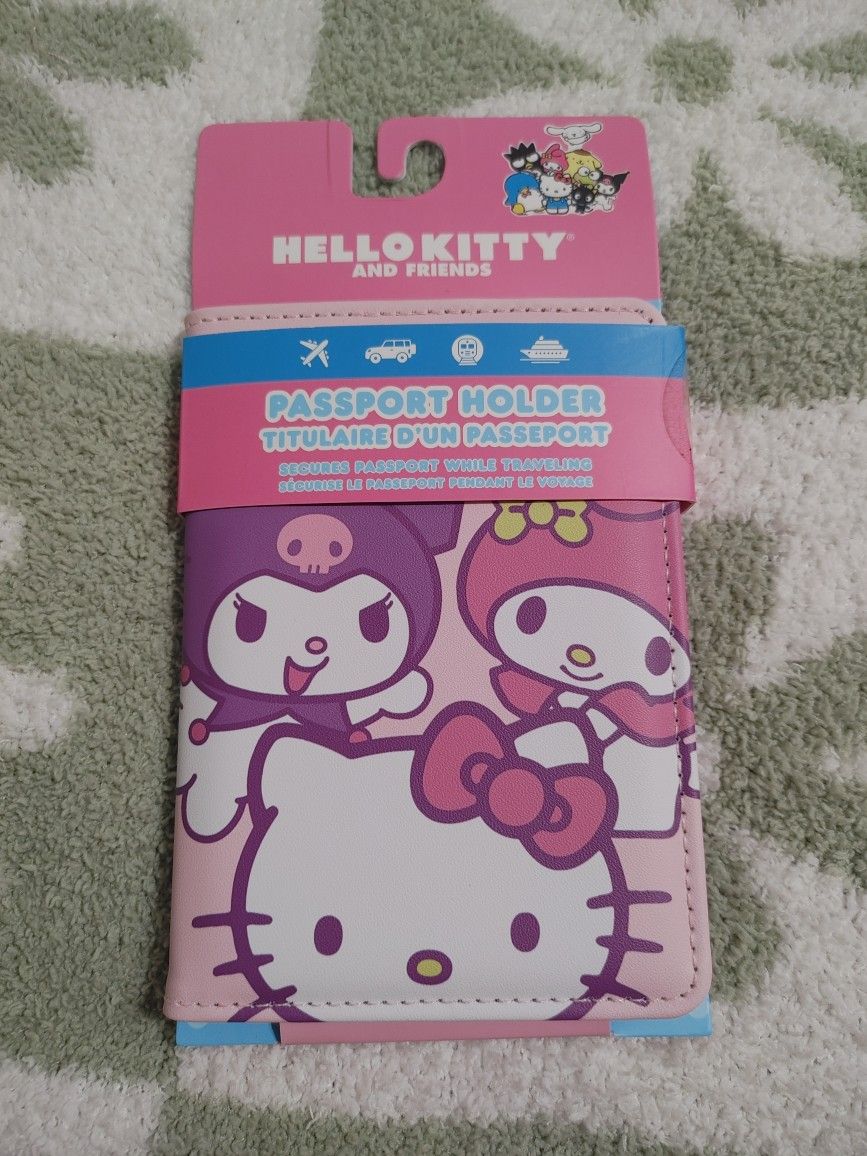 HELLO KITTY®
AND FRIENDS
PASSPORT HOLDER
TITULAIRE D'UN PASSEPORT
SECURES PASSPORT WHILE TRAVELING
SÉCURISE LE PASSEPORT PENDANT LE VOYAGE